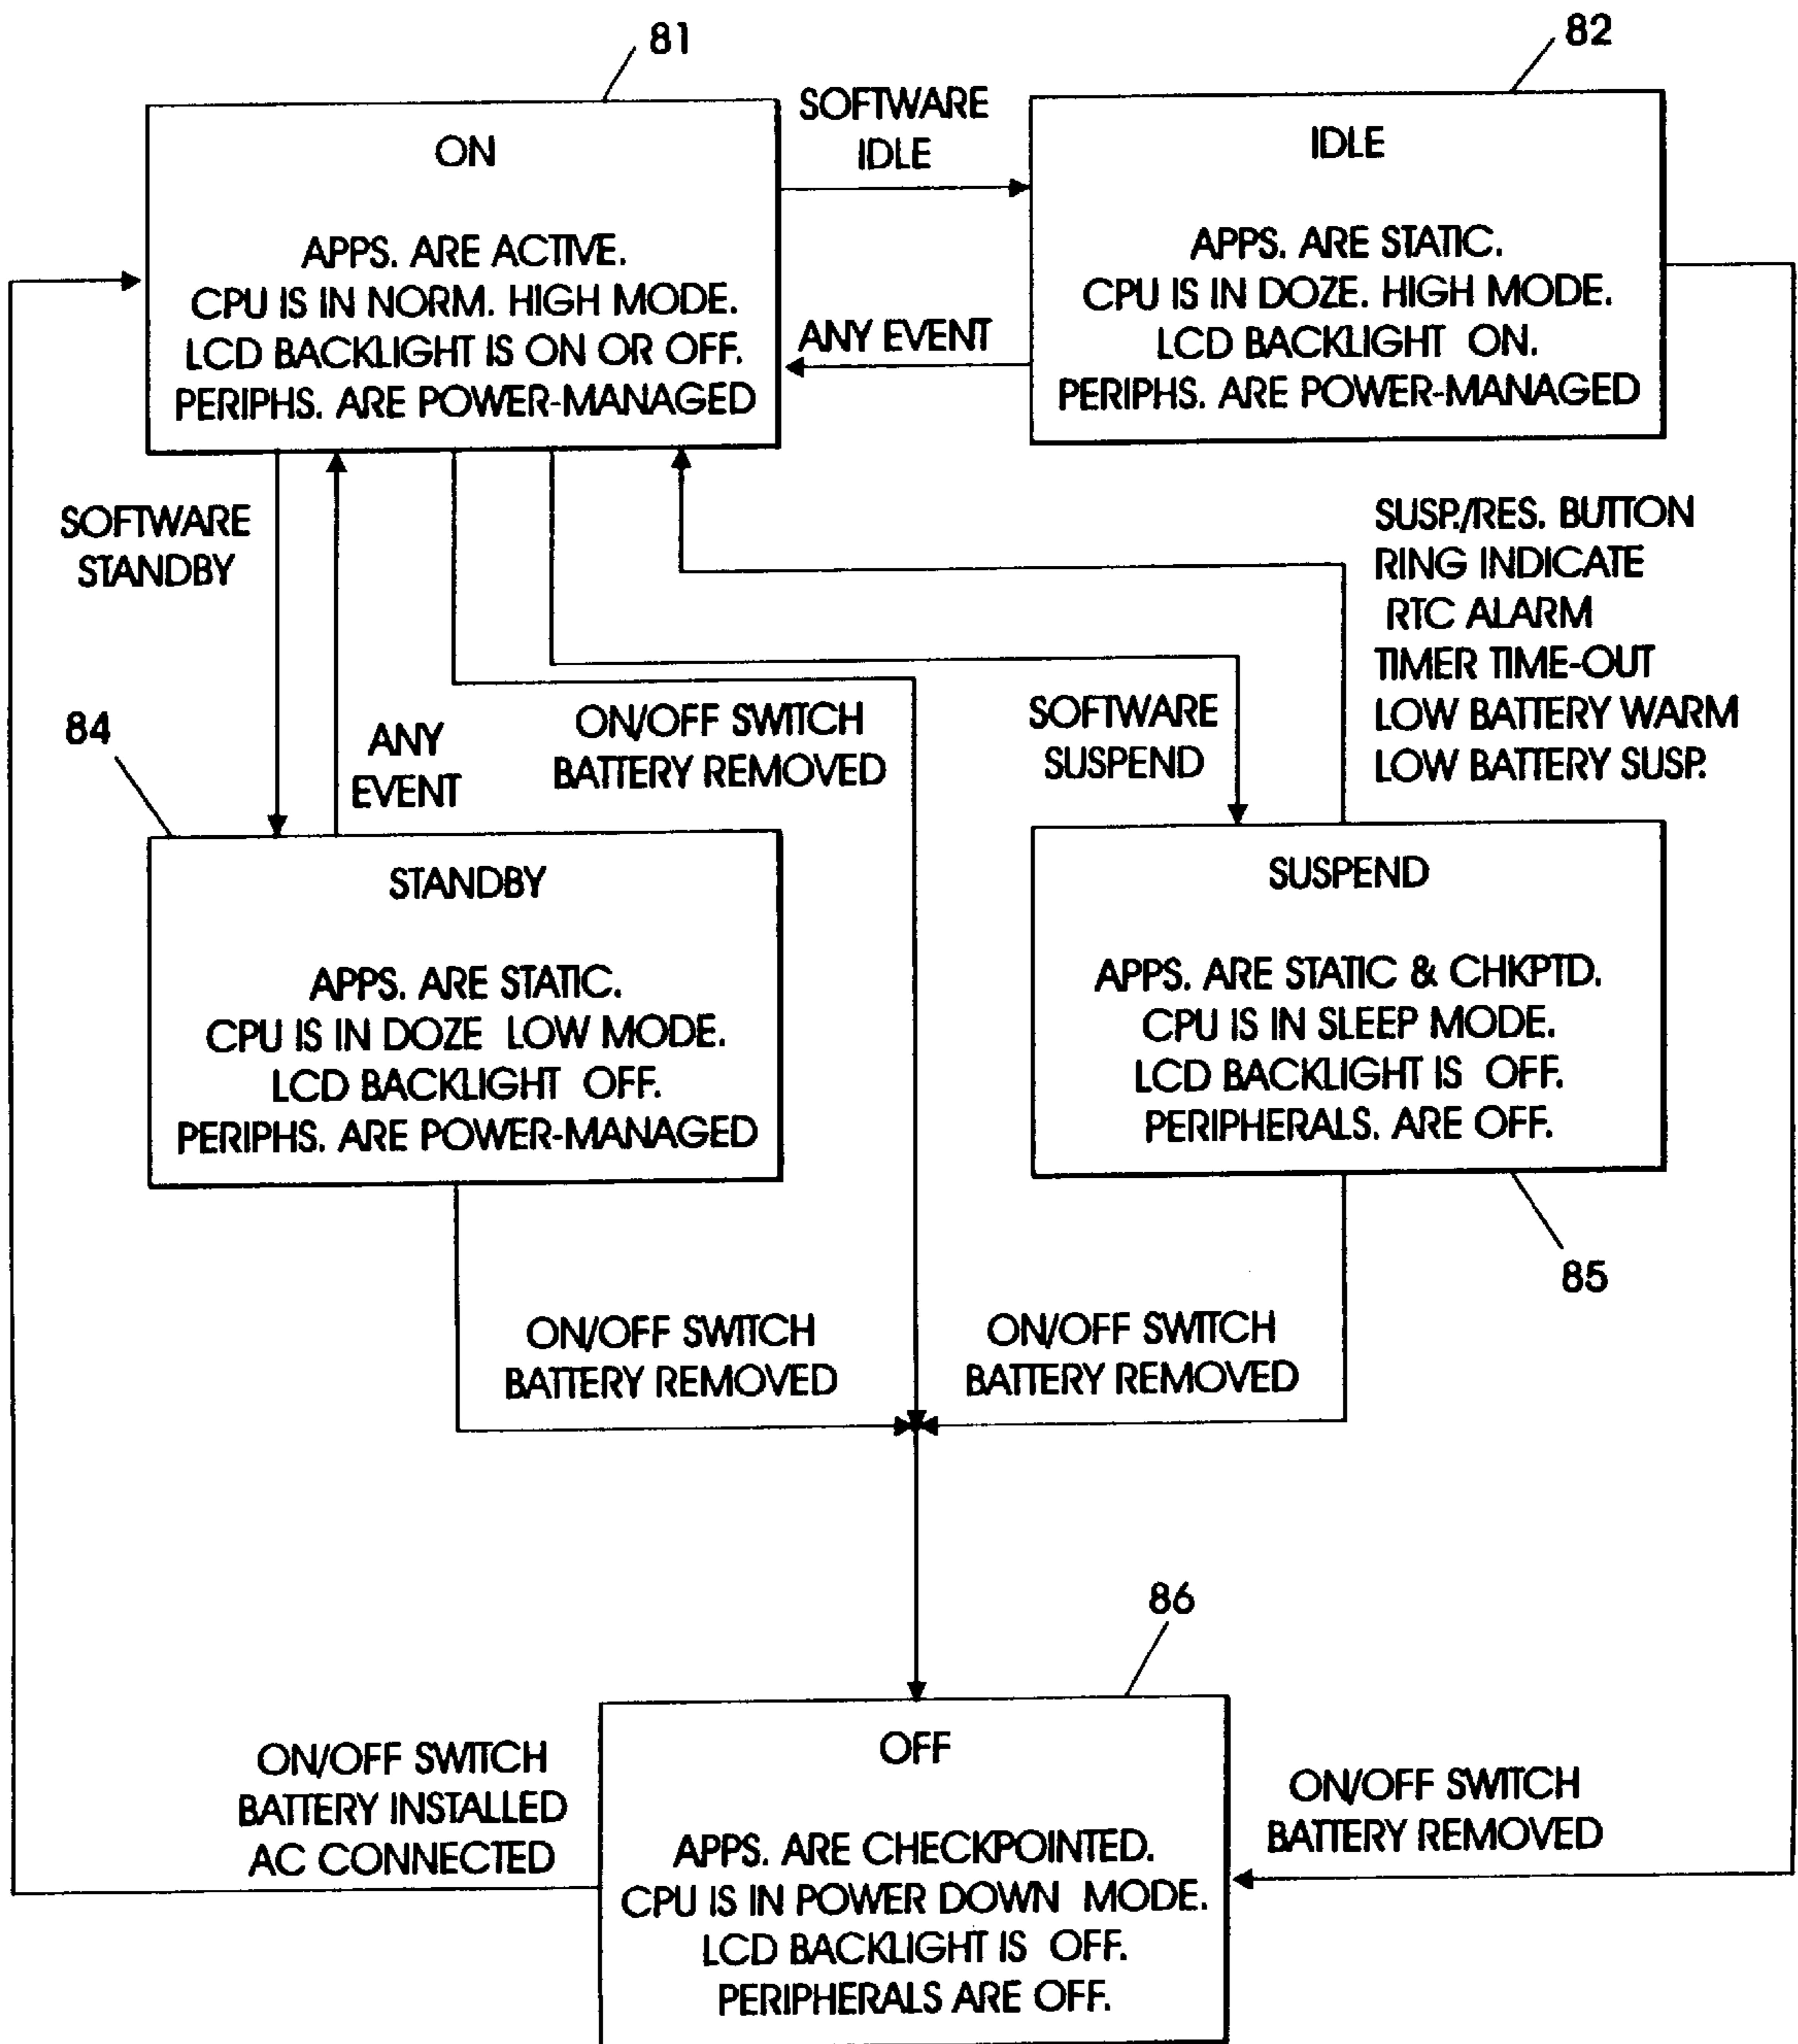 81
82
SOFTWARE
IDLE
ON
APPS. ARE ACTIVE.
CPU IS IN NORM. HIGH MODE.
LCD BACKLIGHT IS ON OR OFF.
PERIPHS. ARE POWER-MANAGED
IDLE
APPS. ARE STATIC.
CPU IS IN DOZE. HIGH MODE.
LCD BACKLIGHT ON.
PERIPHS. ARE POWER-MANAGED
ANY EVENT
SOFTWARE
STANDBY
SUSP./RES. BUTTON
RING INDICATE
RTC ALARM
TIMER TIME-OUT
LOW BATTERY WARM
LOW BATTERY SUSP.
84
ANY
EVENT
ON/OFF SWITCH
BATTERY REMOVED
SOFTWARE
SUSPEND
STANDBY
APPS. ARE STATIC.
CPU IS IN DOZE LOW MODE.
LCD BACKLIGHT OFF.
PERIPHS. ARE POWER-MANAGED
SUSPEND
APPS. ARE STATIC & CHKPTD.
CPU IS IN SLEEP MODE.
LCD BACKLIGHT IS OFF.
PERIPHERALS. ARE OFF.
85
ON/OFF SWITCH
BATTERY REMOVED
ON/OFF SWITCH
BATTERY REMOVED
86
ON/OFF SWITCH
BATTERY INSTALLED
AC CONNECTED
OFF
APPS. ARE CHECKPOINTED.
CPU IS IN POWER DOWN MODE.
LCD BACKLIGHT IS OFF.
PERIPHERALS ARE OFF.
ON/OFF SWITCH
BATTERY REMOVED